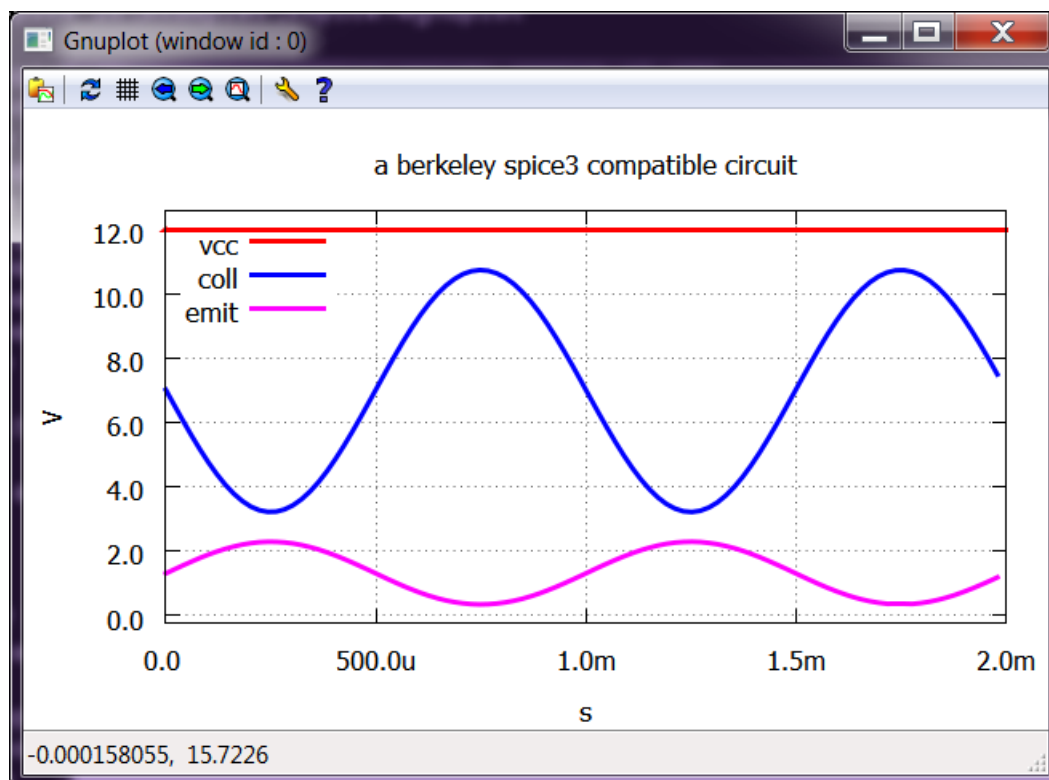 Gnuplot (window id : 0)
a berkeley spice3 compatible circuit
12.0
10.0
8.0
6.0
4.0
2.0
0.0
V
vcc
coll
emit
0.0 500.0u 1.0m 1.5m 2.0m
s
-0.000158055, 15.7226